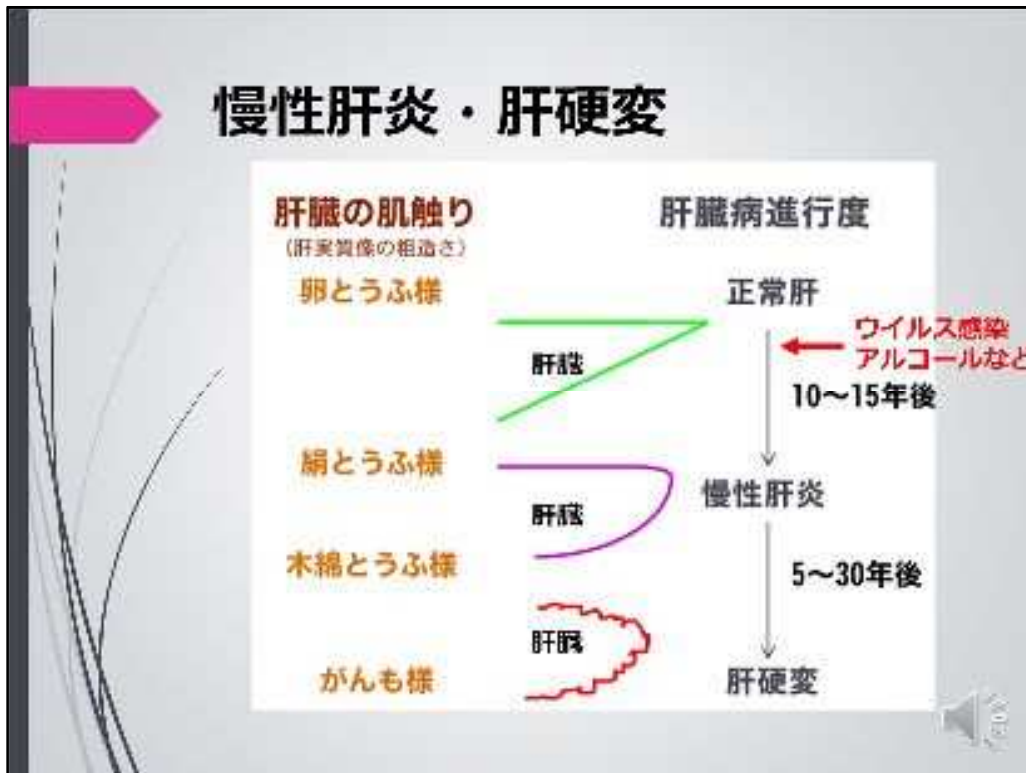 慢性肝炎・肝硬変
肝臓の肌触り
(肝実質像の粗造さ)
肝臓病進行度
卵とうふ様
正常肝
ウイルス感染
アルコールなど
肝臓
10〜15年後
絹とうふ様
慢性肝炎
肝臓
木綿とうふ様
5〜30年後
肝臓
がんも様
肝硬変